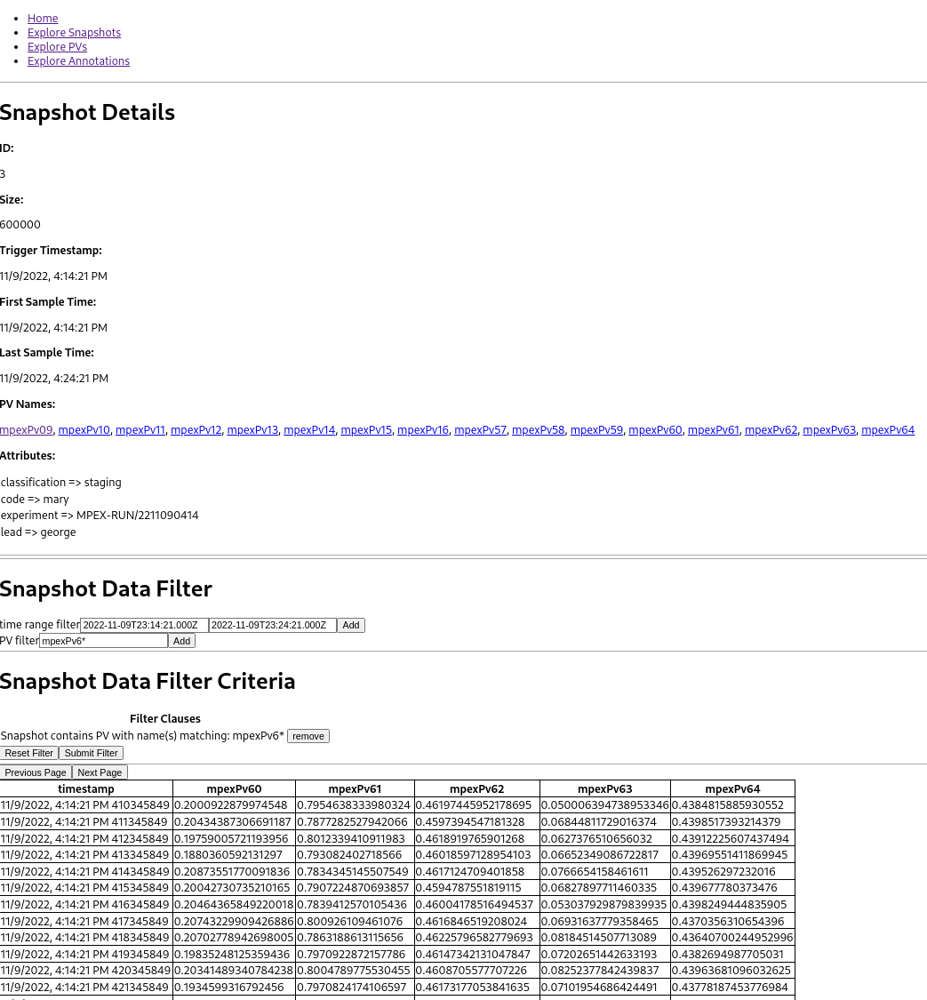 Home
Explore Snapshots
Explore PVs
Explore Annotations
Snapshot Details
ID:
3
Size:
600000
Trigger Timestamp:
11/9/2022, 4:14:21 PM
First Sample Time:
11/9/2022, 4:14:21 PM
Last Sample Time:
11/9/2022, 4:24:21 PM
PV Names:
mpexPv09, mpexPv10, mpexPv11, mpexPv12, mpexPv13, mpexPv14, mpexPv15, mpexPv16, mpexPv57, mpexPv58, mpexPv59, mpexPv60, mpexPv61, mpexPv62, mpexPv63, mpexPv64
Attributes:
classification => staging
code => mary
experiment => MPEX-RUN/2211090414
lead => george
Snapshot Data Filter
time range filter 2022-11-09T23:14:21.000Z 2022-11-09T23:24:21.000Z Add
PV filter mpexPv6* Add
Snapshot Data Filter Criteria
Filter Clauses
Snapshot contains PV with name(s) matching: mpexPv6* remove
Reset Filter Submit Filter
Previous Page Next Page
timestamp mpexPv60 mpexPv61 mpexPv62 mpexPv63 mpexPv64
11/9/2022, 4:14:21 PM 410345849 0.2000922879974548 0.7954638333980324 0.46197445952178695 0.050006394738953346 0.4384815885930552
11/9/2022, 4:14:21 PM 411345849 0.20434387306691187 0.7877282527942066 0.4597394547181328 0.06844811729016374 0.4398517393214379
11/9/2022, 4:14:21 PM 412345849 0.19759005721193956 0.8012339410911983 0.4618919765901268 0.0627376510656032 0.43912225607437494
11/9/2022, 4:14:21 PM 413345849 0.1880360592131297 0.793082402718566 0.46018597128954103 0.06652349086722817 0.43969551411869945
11/9/2022, 4:14:21 PM 414345849 0.20873551770091836 0.7834345145507549 0.4617124709401858 0.0766654158461611 0.439526297232016
11/9/2022, 4:14:21 PM 415345849 0.20042730735210165 0.7907224870693857 0.4594787551819115 0.06827897711460335 0.439677780373476
11/9/2022, 4:14:21 PM 416345849 0.20464365849220018 0.7839412570105436 0.46004178516494537 0.053037929879839935 0.4398249444835905
11/9/2022, 4:14:21 PM 417345849 0.20743229909426886 0.800926109461076 0.4616846519208024 0.06931637779358465 0.4370356310654396
11/9/2022, 4:14:21 PM 418345849 0.20702778942698005 0.7863188613115656 0.46225796582779693 0.08184514507713089 0.43640700244952996
11/9/2022, 4:14:21 PM 419345849 0.19835248125359436 0.7970922872157786 0.46147342131047847 0.07202651442633193 0.4382694987705031
11/9/2022, 4:14:21 PM 420345849 0.20341489340784238 0.8004789775530455 0.4608705577707226 0.08252377842439837 0.43963681096032625
11/9/2022, 4:14:21 PM 421345849 0.1934599316792456 0.7970824174106597 0.46173177053841635 0.07101954686424491 0.43778187453776984